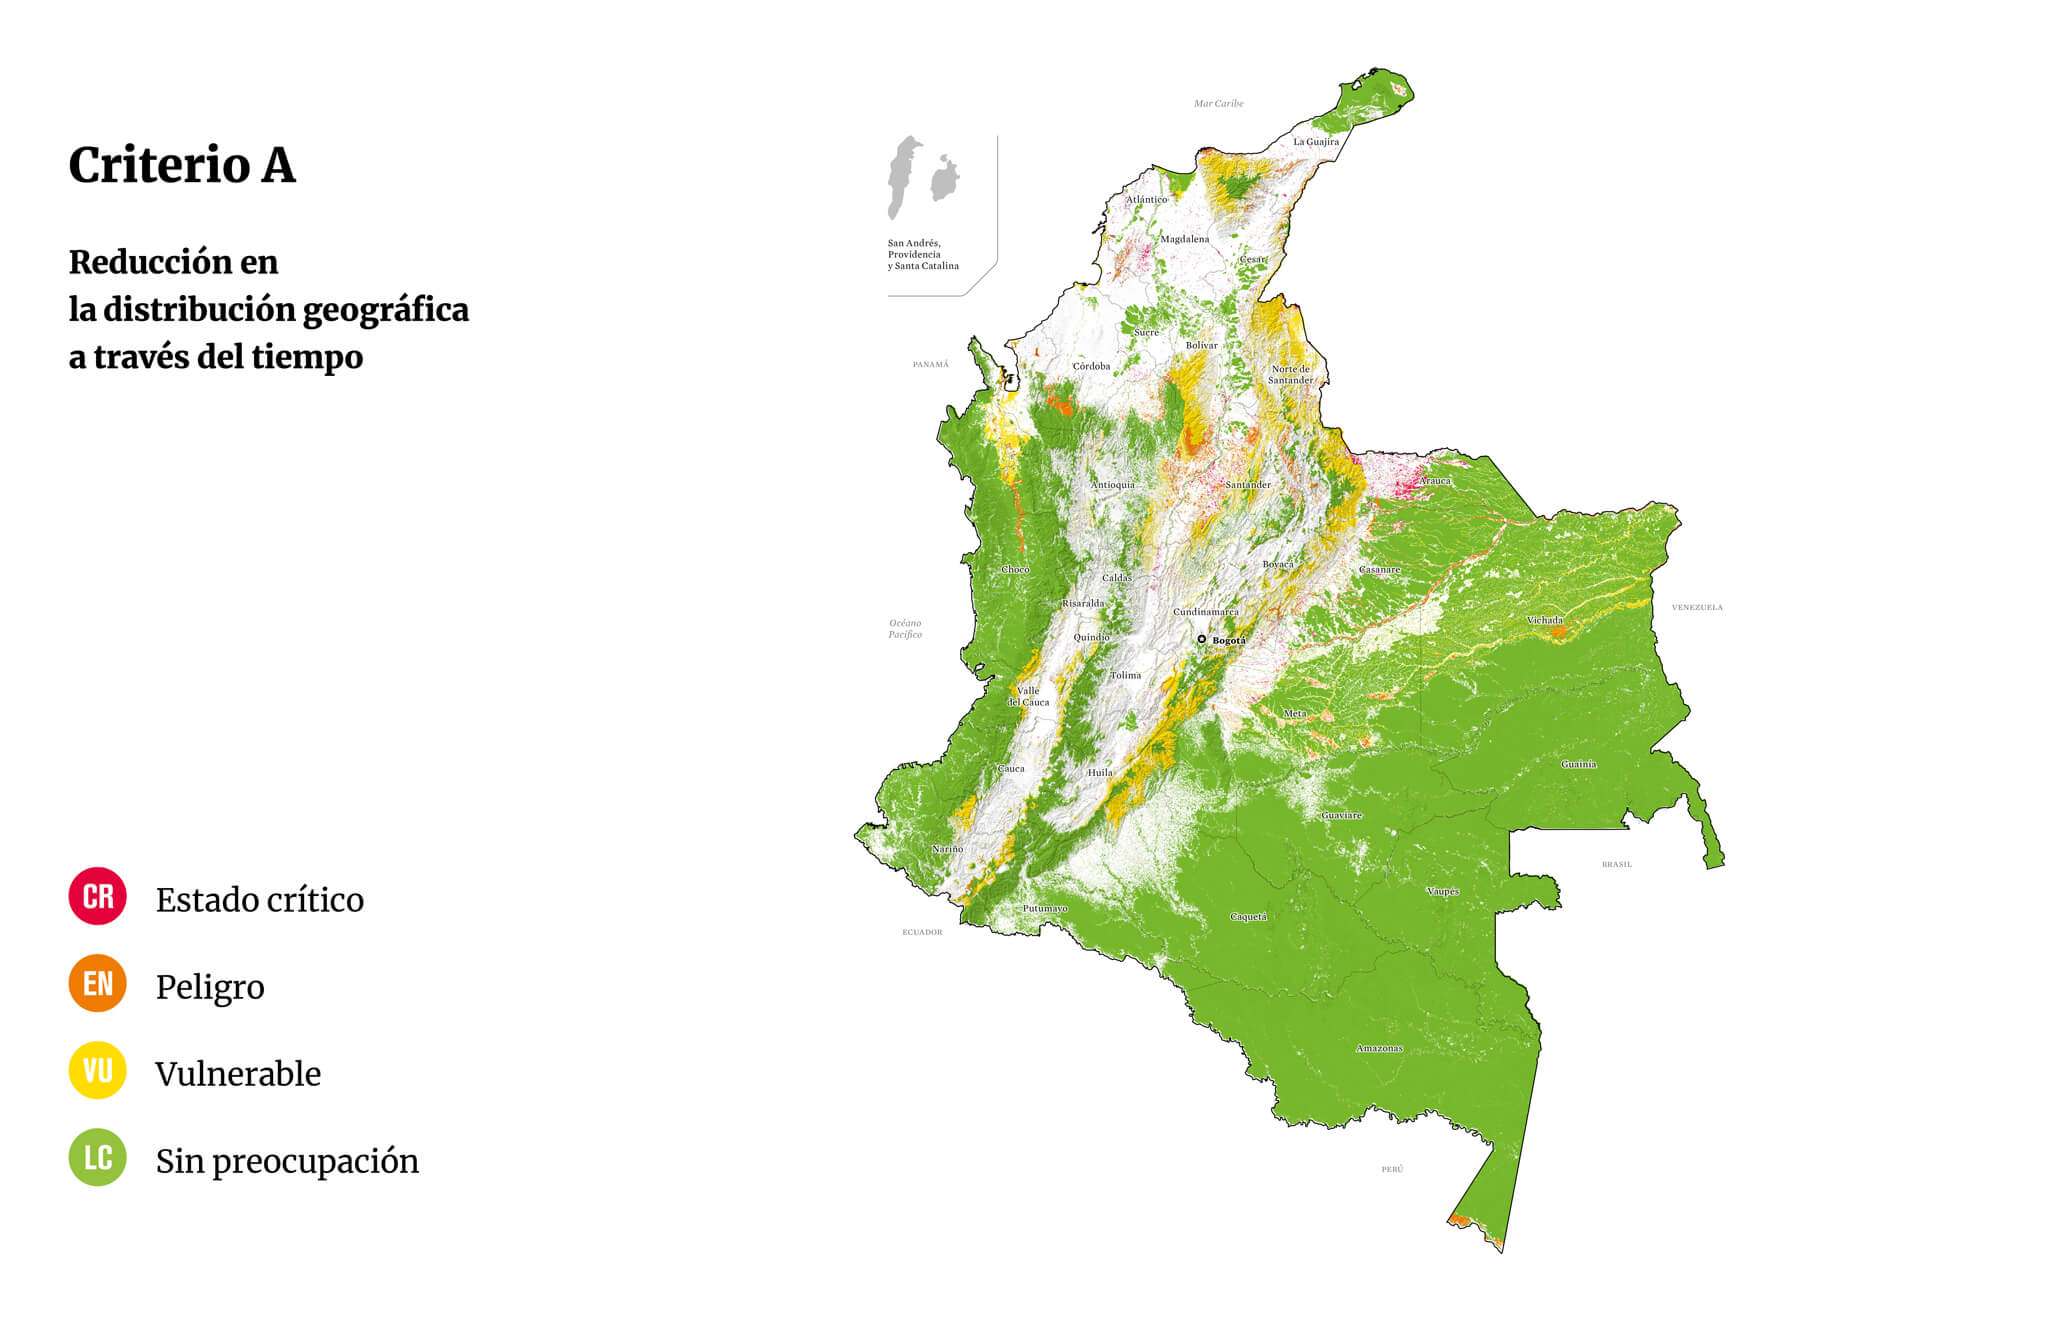 Criterio A
Reducción en
la distribución geográfica
a través del tiempo
CR Estado crítico
EN Peligro
VU Vulnerable
LC Sin preocupación
San Andrés,
Providencia
y Santa Catalina
Mar Caribe
La Guajira
Atlántico
Magdalena
Cesar
Sucre
Bolívar
PANAMÁ
Córdoba
Norte de
Santander
Antioquia
Santander
Arauca
Chocó
Caldas
Boyacá
Casanare
Risaralda
Cundinamarca
VENEZUELA
Océano
Pacífico
Vichada
Quindío
Bogotá
Tolima
Valle
del Cauca
Meta
Cauca
Huila
Guainía
Guaviare
Nariño
BRASIL
Vaupés
Putumayo
Caquetá
ECUADOR
Amazonas
PERÚ